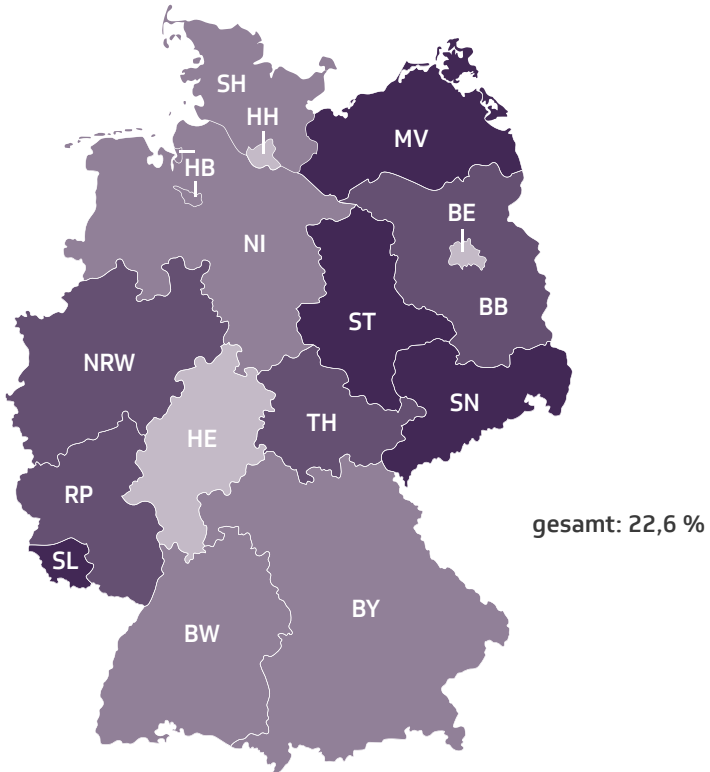 SH
HH
MV
HB
BE
NI
BB
ST
NRW
SN
TH
HE
RP
gesamt: 22,6 %
SL
BY
BW